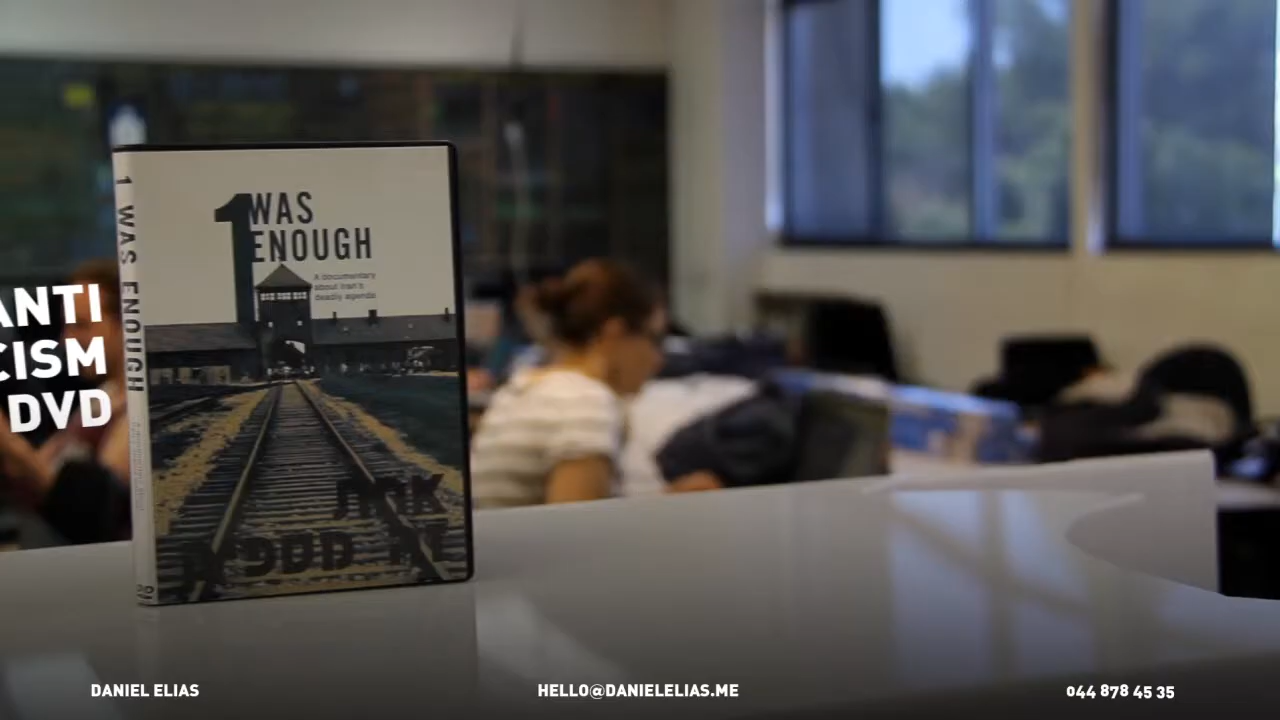 ANTI
CISM
DVD
1 WAS ENOUGH
1 WAS
ENOUGH
A documentary
about Iran's
deadly agenda
DVD
DANIEL ELIAS
HELLO@DANIELELIAS.ME
044 878 45 35